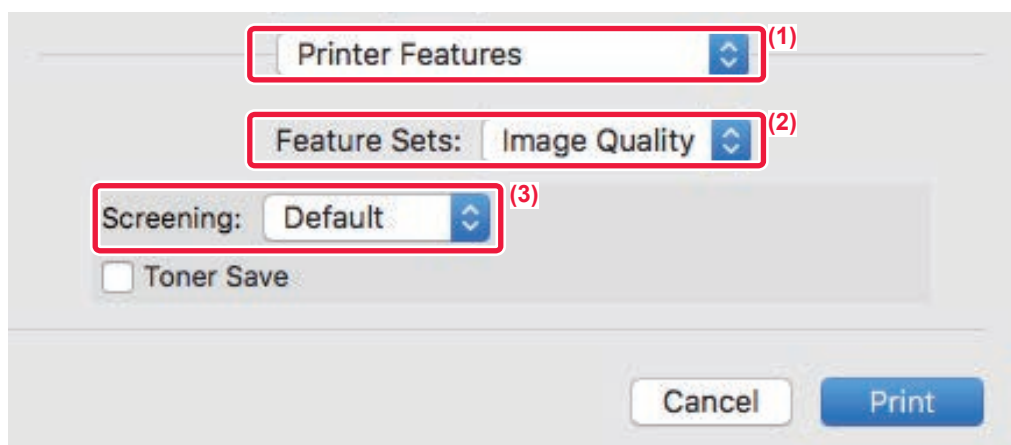 Printer Features (1)
Feature Sets: Image Quality (2)
Screening: Default (3)
Toner Save
Cancel Print